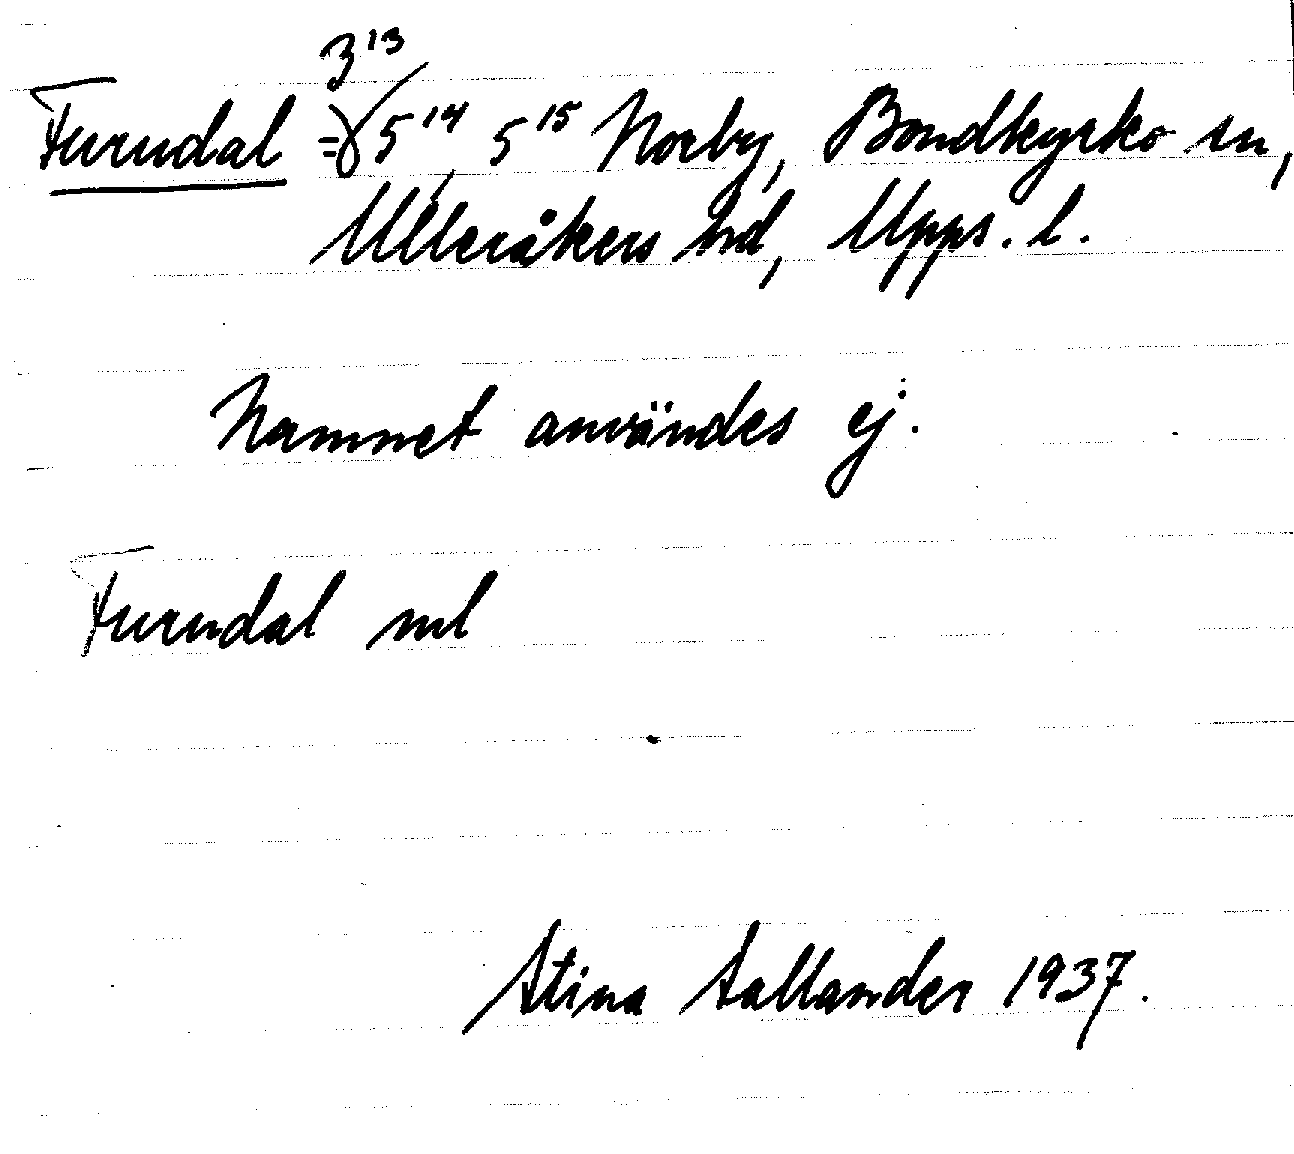 3¹³
Furudal = 5¹⁴, 5¹⁵ Norby, Bondkyrko sn,
Ulleråkers hd, Upps. l.
Namnet användes ej.
Furudal ml
Stina Sallander 1937.